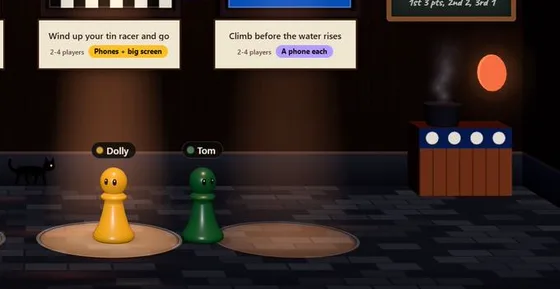 1st 3 pts, 2nd 2, 3rd 1
Wind up your tin racer and go
2-4 players Phones + big screen
Climb before the water rises
2-4 players A phone each
Dolly
Tom